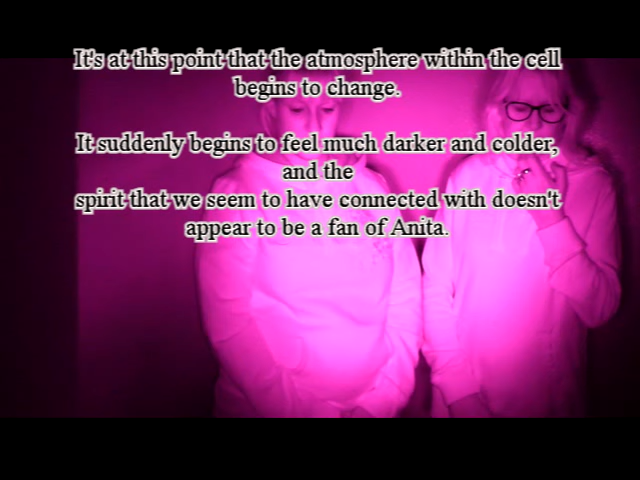 It's at this point that the atmosphere within the cell
begins to change.
It suddenly begins to feel much darker and colder,
and the
spirit that we seem to have connected with doesn't
appear to be a fan of Anita.